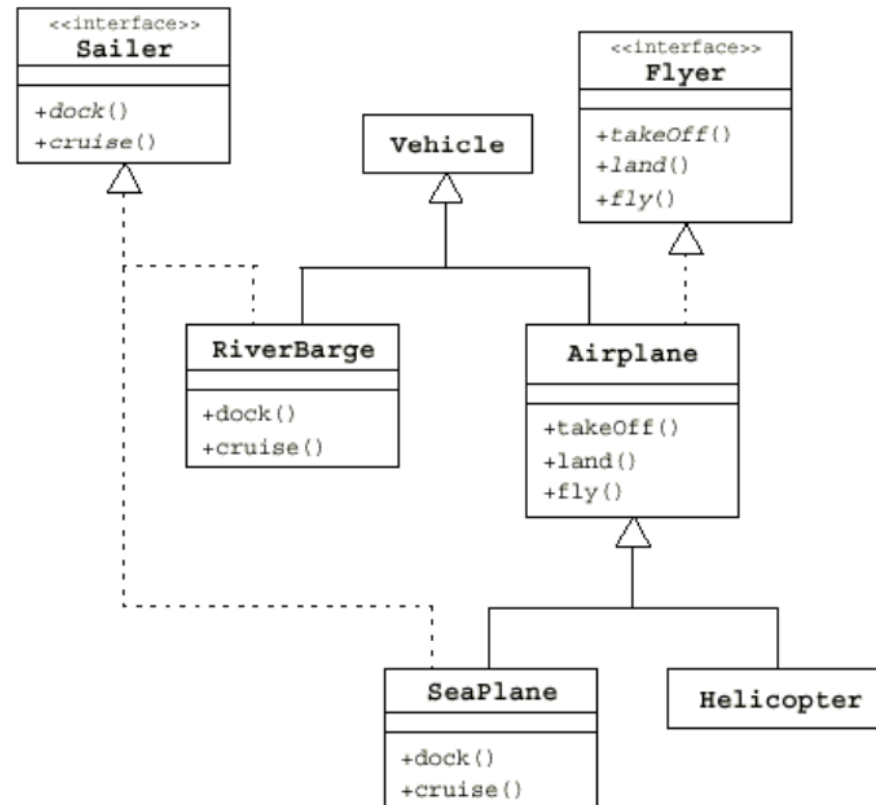 <<interface>>
Sailer
+dock()
+cruise()
<<interface>>
Flyer
+takeOff()
+land()
+fly()
Vehicle
RiverBarge
+dock()
+cruise()
Airplane
+takeOff()
+land()
+fly()
SeaPlane
+dock()
+cruise()
Helicopter